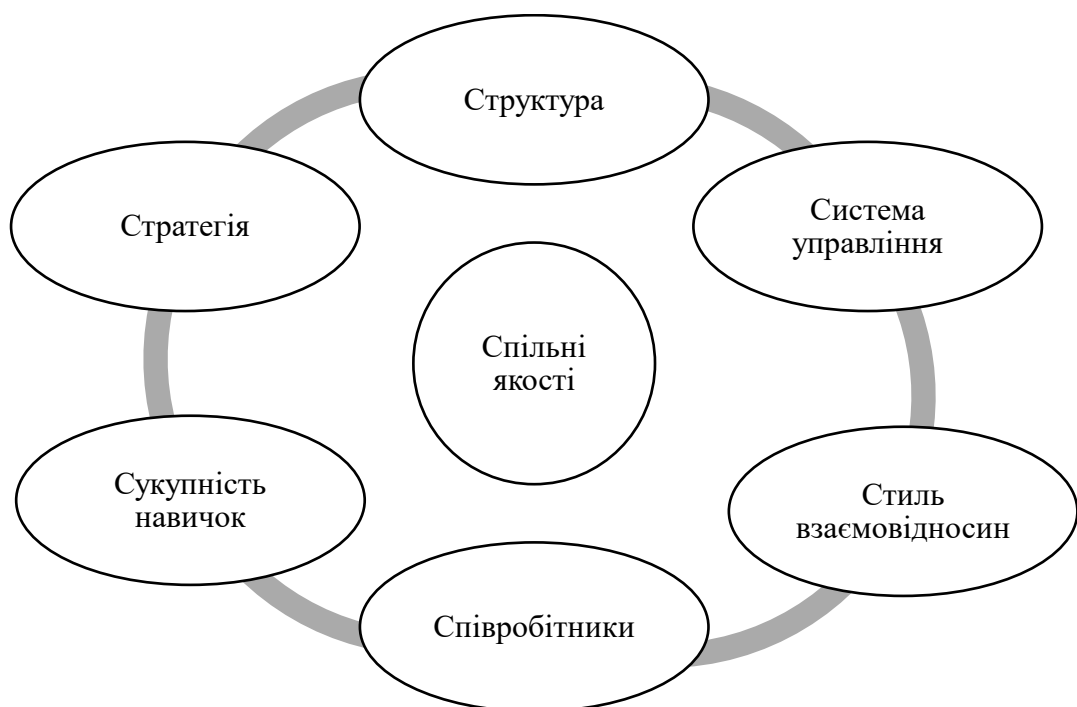 Структура
Стратегія
Система
управління
Спільні
якості
Сукупність
навичок
Стиль
взаємовідносин
Співробітники